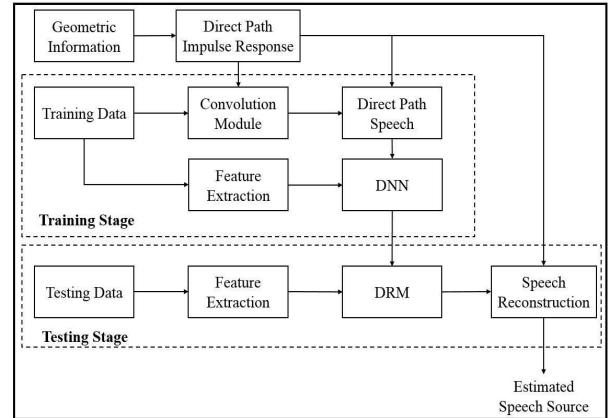 Geometric
Information
Direct Path
Impulse Response
Training Data
Convolution
Module
Direct Path
Speech
Feature
Extraction
DNN
Training Stage
Testing Data
Feature
Extraction
DRM
Speech
Reconstruction
Testing Stage
Estimated
Speech Source